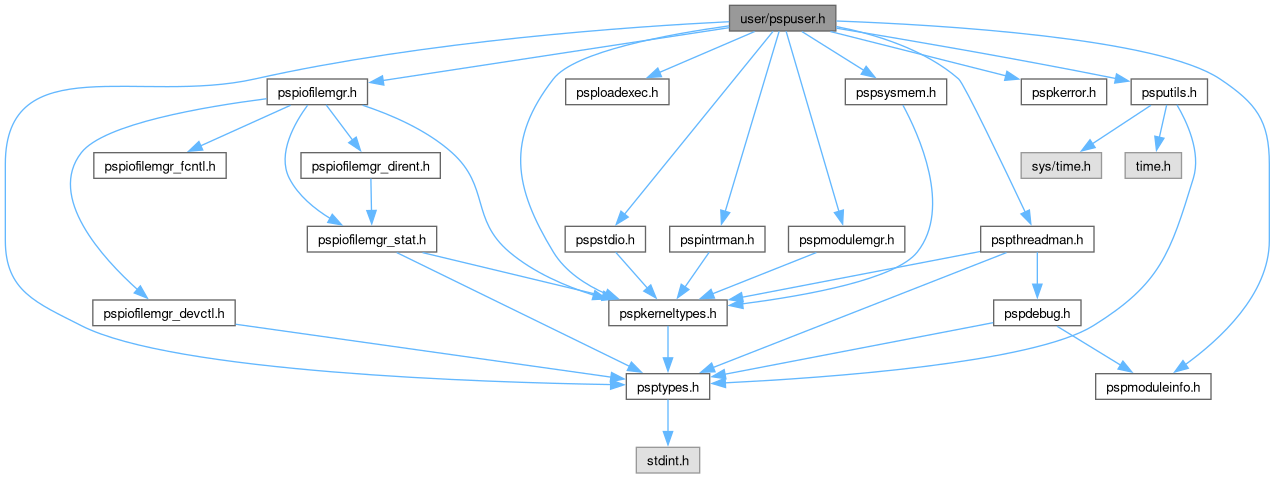 user/pspuser.h
pspiofilemgr.h
psploadexec.h
pspsysmem.h
pspkerror.h
psputils.h
pspiofilemgr_fcntl.h
pspiofilemgr_dirent.h
sys/time.h
time.h
pspiofilemgr_stat.h
pspstdio.h
pspintrman.h
pspmodulemgr.h
pspthreadman.h
pspiofilemgr_devctl.h
pspkerneltypes.h
pspdebug.h
psptypes.h
pspmoduleinfo.h
stdint.h